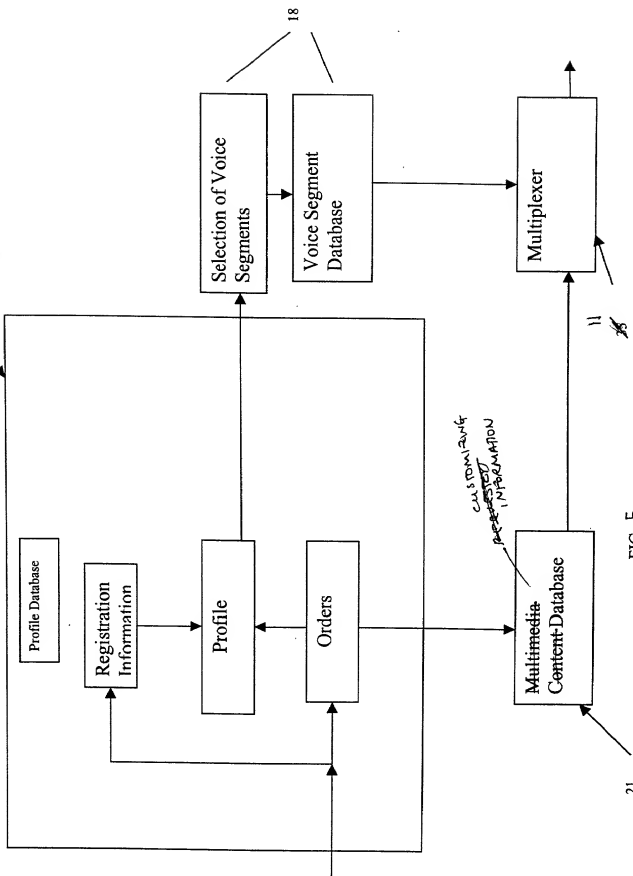 Profile Database
Registration
Information
Profile
Orders
Selection of Voice
Segments
Voice Segment
Database
18
CUSTOMIZING
INFORMATION
Multimedia
Content Database
21
Multiplexer
11
FIG. 5